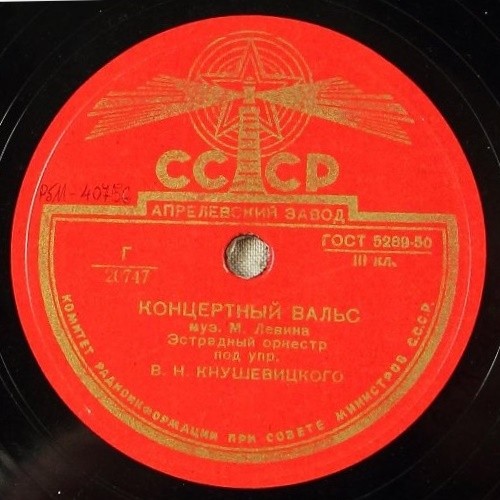 СССР
АПРЕЛЕВСКИЙ ЗАВОД
ГОСТ 5289-50
III кл.
Г
20747
КОНЦЕРТНЫЙ ВАЛЬС
муз. М. Левина
Эстрадный оркестр
под упр.
В. Н. КНУШЕВИЦКОГО
КОМИТЕТ РАДИОИНФОРМАЦИИ ПРИ СОВЕТЕ МИНИСТРОВ СССР.